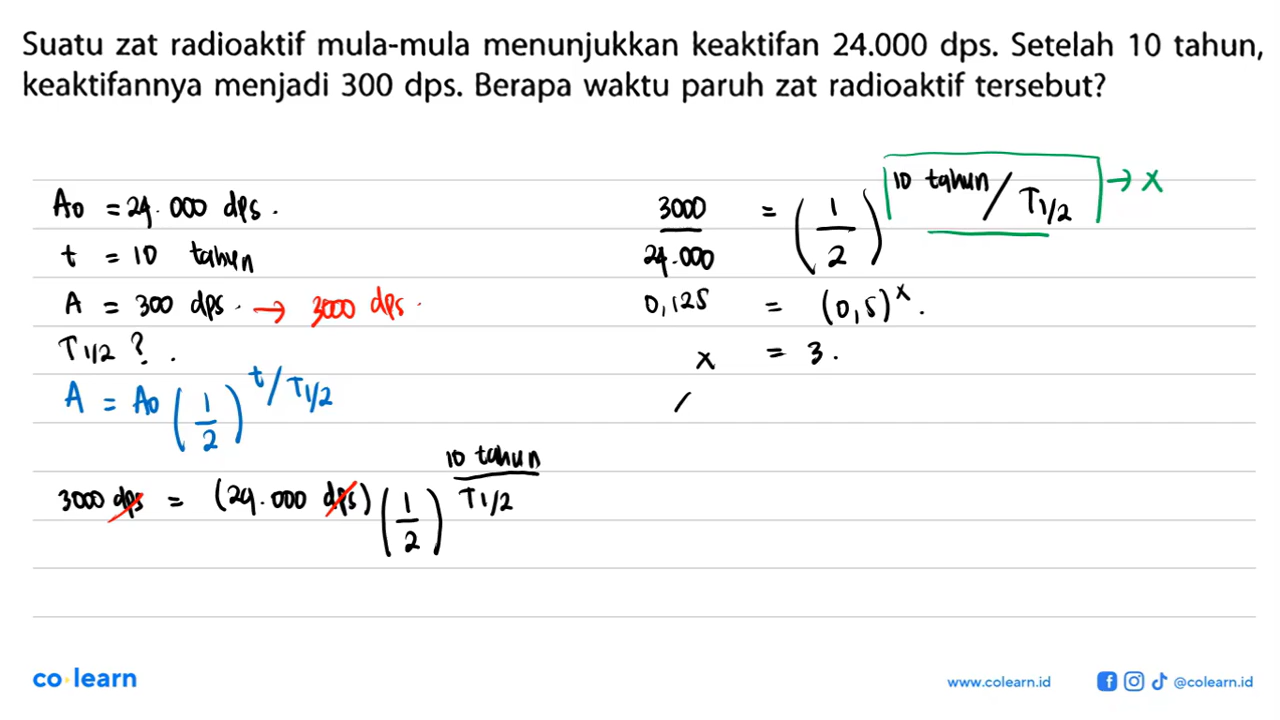 Suatu zat radioaktif mula-mula menunjukkan keaktifan 24.000 dps. Setelah 10 tahun,
keaktifannya menjadi 300 dps. Berapa waktu paruh zat radioaktif tersebut?
A0 = 24.000 dps.
t = 10 tahun
A = 300 dps. → 3000 dps.
T1/2 ? .
A = A0 (1/2)^t/T1/2
3000 dps = (24.000 dps) (1/2)^10 tahun/T1/2
3000/24.000 = (1/2)^10 tahun/T1/2 → x
0,125 = (0,5)^x.
x = 3.
(
co·learn
www.colearn.id @colearn.id